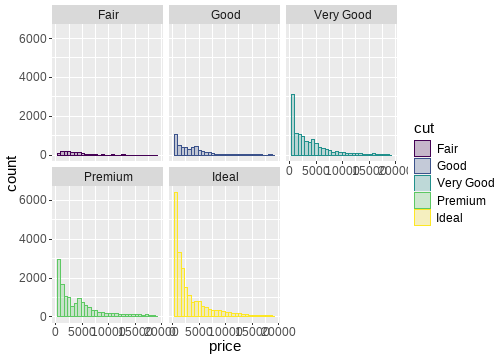 Fair Good Very Good
6000
4000
2000
0
0 5000 10000 15000 20000
Premium Ideal
6000
4000
2000
0
0 5000 10000 15000 20000
0 5000 10000 15000 20000
price
count
cut
Fair
Good
Very Good
Premium
Ideal